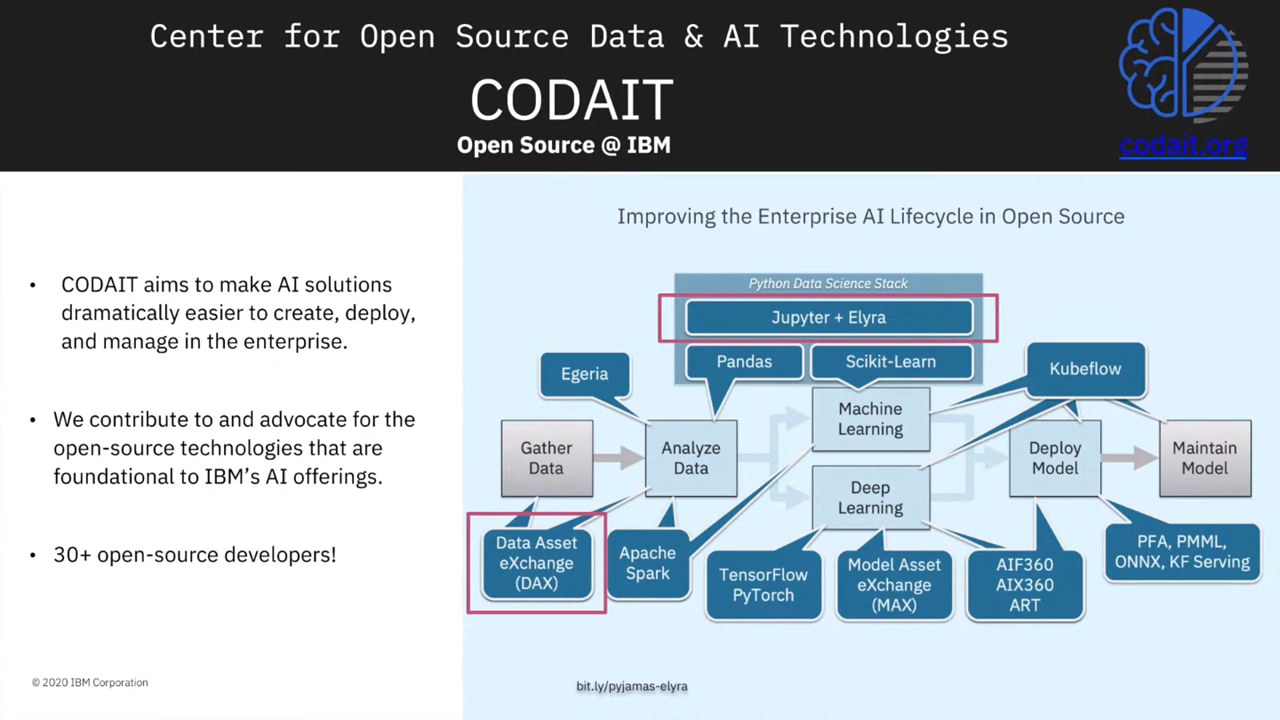 Center for Open Source Data & AI Technologies
CODAIT
Open Source @ IBM
codait.org
• CODAIT aims to make AI solutions
dramatically easier to create, deploy,
and manage in the enterprise.
• We contribute to and advocate for the
open-source technologies that are
foundational to IBM's AI offerings.
• 30+ open-source developers!
Improving the Enterprise AI Lifecycle in Open Source
Python Data Science Stack
Jupyter + Elyra
Pandas
Scikit-Learn
Egeria
Kubeflow
Gather
Data
Analyze
Data
Machine
Learning
Deep
Learning
Deploy
Model
Maintain
Model
Data Asset
eXchange
(DAX)
Apache
Spark
TensorFlow
PyTorch
Model Asset
eXchange
(MAX)
AIF360
AIX360
ART
PFA, PMML,
ONNX, KF Serving
© 2020 IBM Corporation
bit.ly/pyjamas-elyra